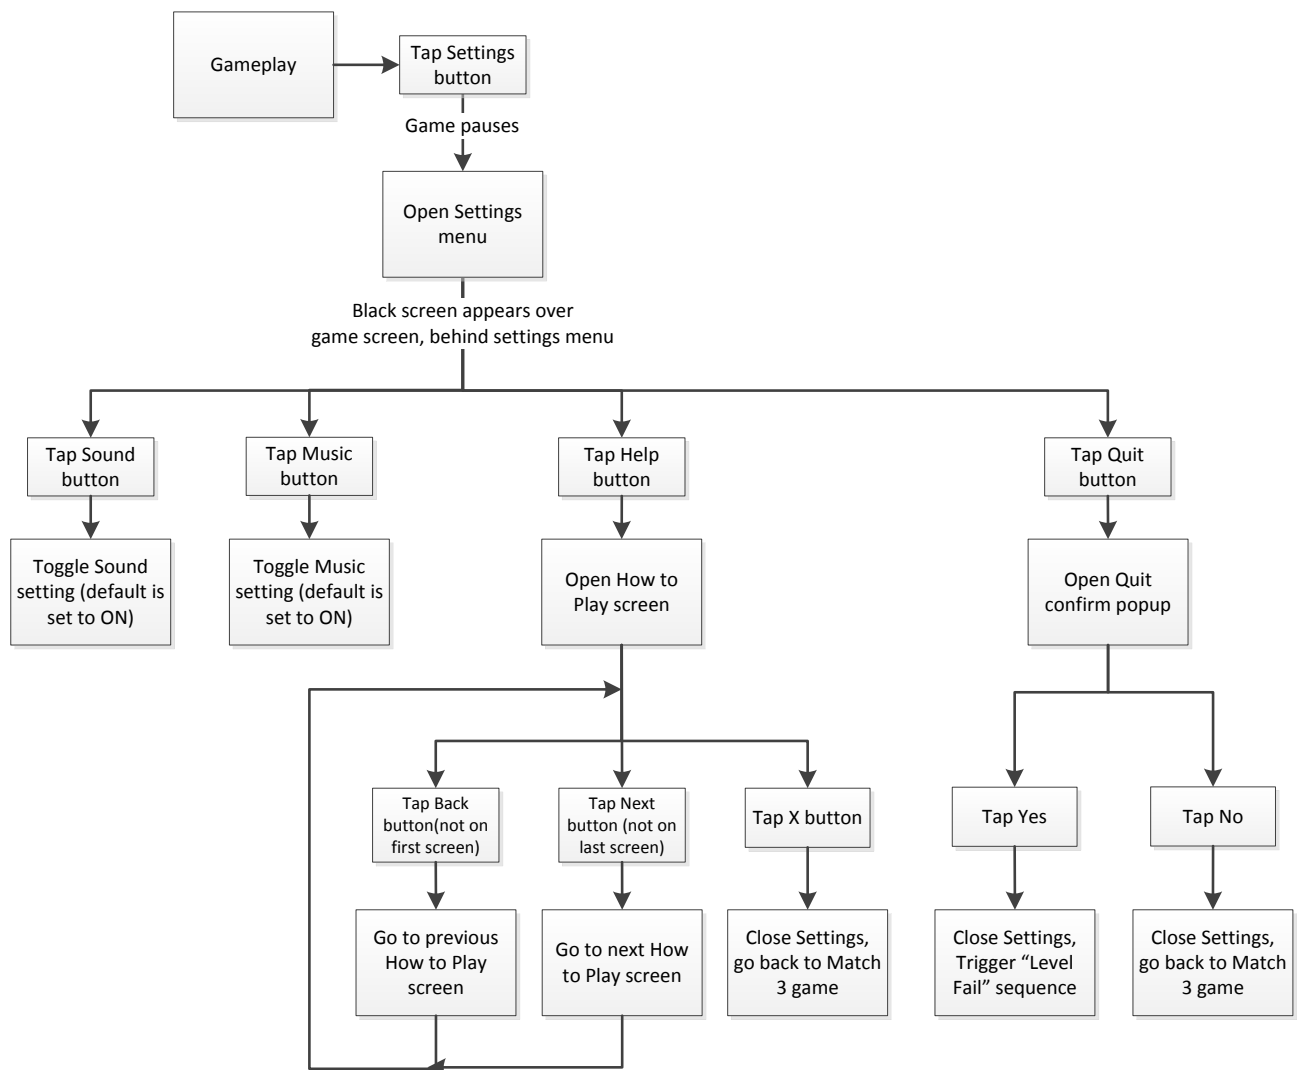 Gameplay
Tap Settings
button
Game pauses
Open Settings
menu
Black screen appears over
game screen, behind settings menu
Tap Sound
button
Tap Music
button
Tap Help
button
Tap Quit
button
Toggle Sound
setting (default is
set to ON)
Toggle Music
setting (default is
set to ON)
Open How to
Play screen
Open Quit
confirm popup
Tap Back
button(not on
first screen)
Tap Next
button (not on
last screen)
Tap X button
Tap Yes
Tap No
Go to previous
How to Play
screen
Go to next How
to Play screen
Close Settings,
go back to Match
3 game
Close Settings,
Trigger “Level
Fail” sequence
Close Settings,
go back to Match
3 game